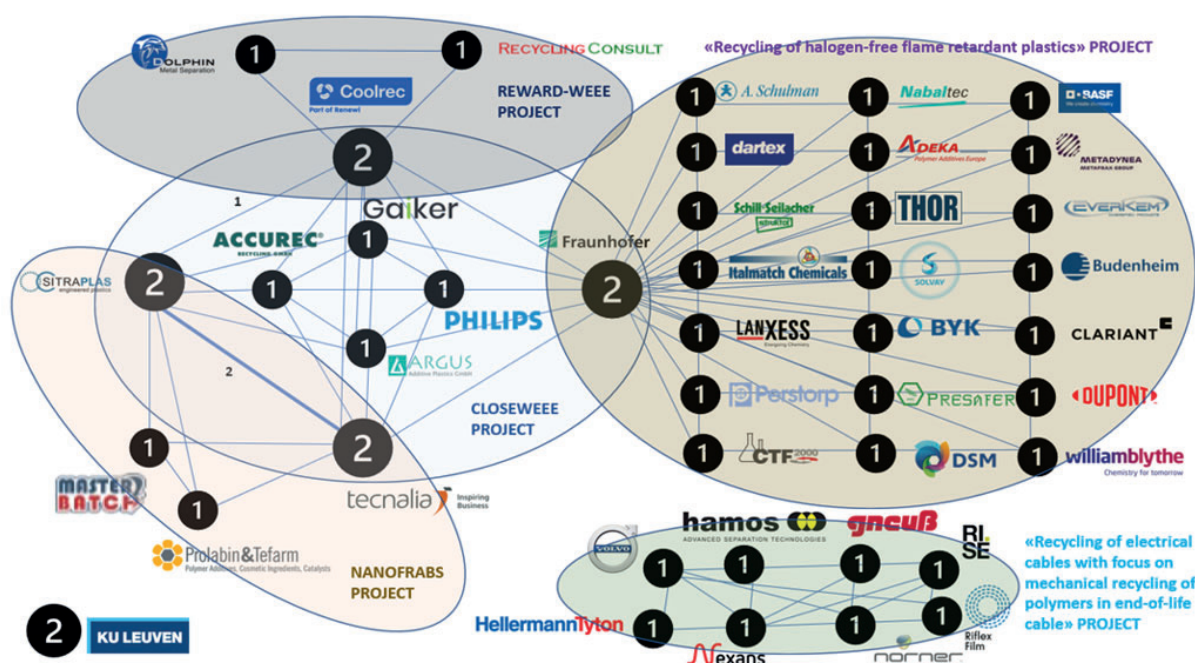 DOLPHIN
Metal Separation
1
1
RECYCLING CONSULT
Coolrec
Part of Renewi
REWARD-WEEE
PROJECT
2
«Recycling of halogen-free flame retardant plastics» PROJECT
1
A. Schulman
1
Nabaltec
1
BASF
We create chemistry
1
dartex
1
ADEKA
Polymer Additives Europe
1
METADYNEA
METAFRAX GROUP
1
Schill+Seilacher
struktol
1
THOR
1
EVERKEM
1
Italmatch Chemicals
1
SOLVAY
1
Budenheim
1
LANXESS
Energizing Chemistry
1
BYK
1
CLARIANT
1
Perstorp
1
PRESAFER
1
DUPONT
1
CTF2000
1
DSM
1
williamblythe
Chemistry for tomorrow
1
Gaiker
ACCUREC®
RECYCLING GMBH
1
Fraunhofer
2
SITRAPLAS
engineered plastics
2
1
1
PHILIPS
1
ARGUS
Additive Plastics GmbH
2
CLOSEWEEE
PROJECT
2
1
MASTER
BATCH
1
tecnalia
Inspiring
Business
Prolabin&Tefarm
Polymer Additives, Cosmetic Ingredients, Catalysts
NANOFRABS
PROJECT
2
KU LEUVEN
VOLVO
hamos
ADVANCED SEPARATION TECHNOLOGIES
gneuß
RI.
SE
1
1
1
1
HellermannTyton
1
1
1
1
Nexans
norner
Riflex
Film
«Recycling of electrical
cables with focus on
mechanical recycling of
polymers in end-of-life
cable» PROJECT